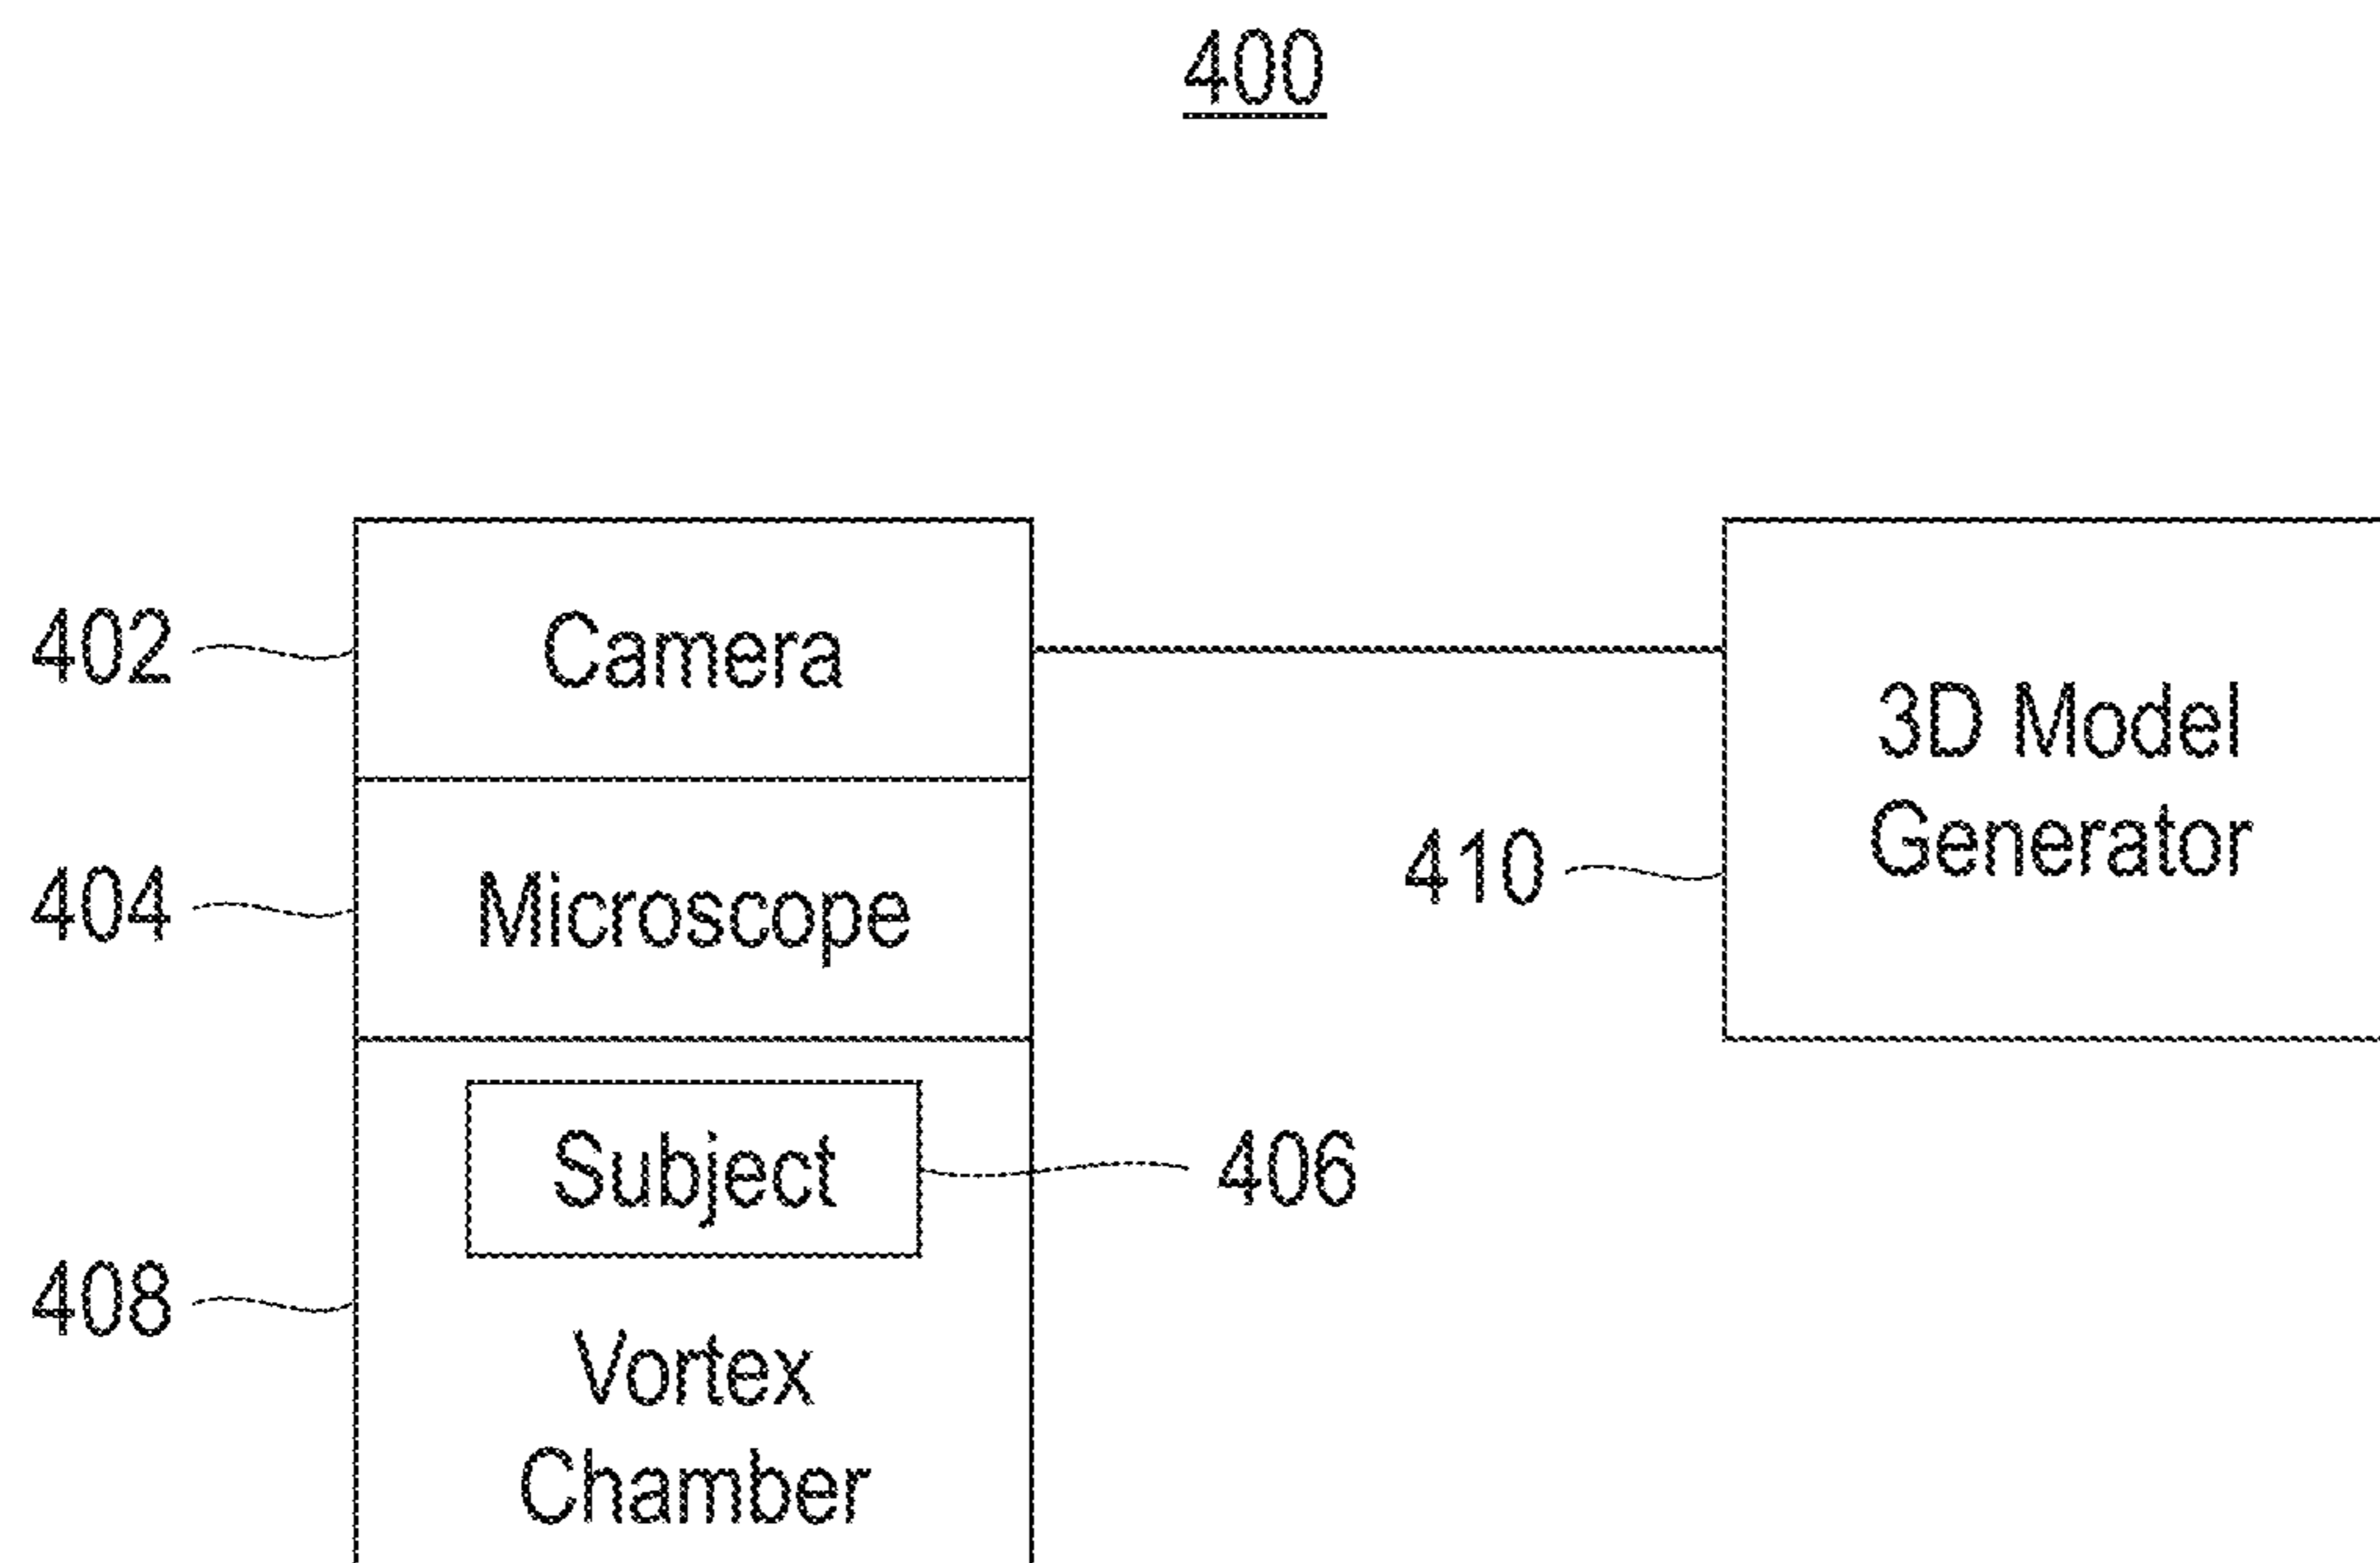 400
402
Camera
3D Model
Generator
404
Microscope
410
Subject
406
408
Vortex
Chamber